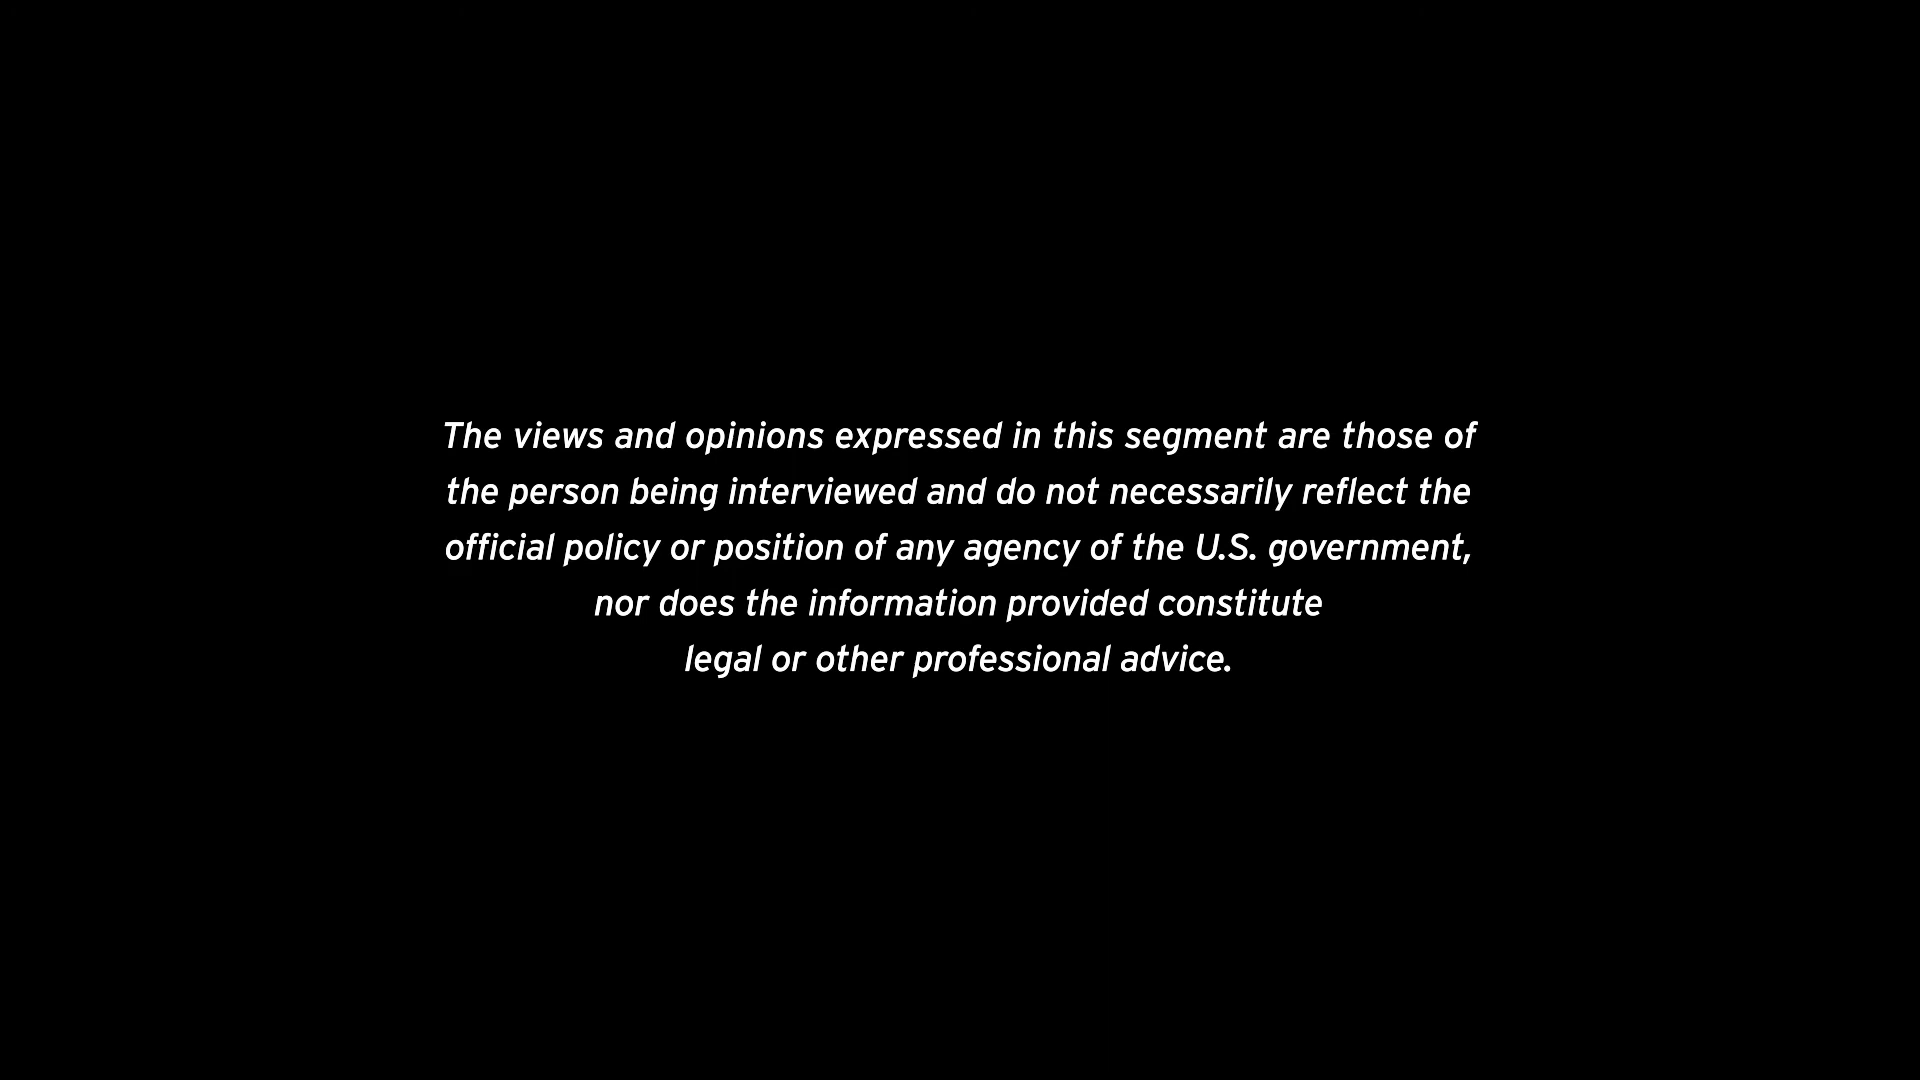 The views and opinions expressed in this segment are those of
the person being interviewed and do not necessarily reflect the
official policy or position of any agency of the U.S. government,
nor does the information provided constitute
legal or other professional advice.